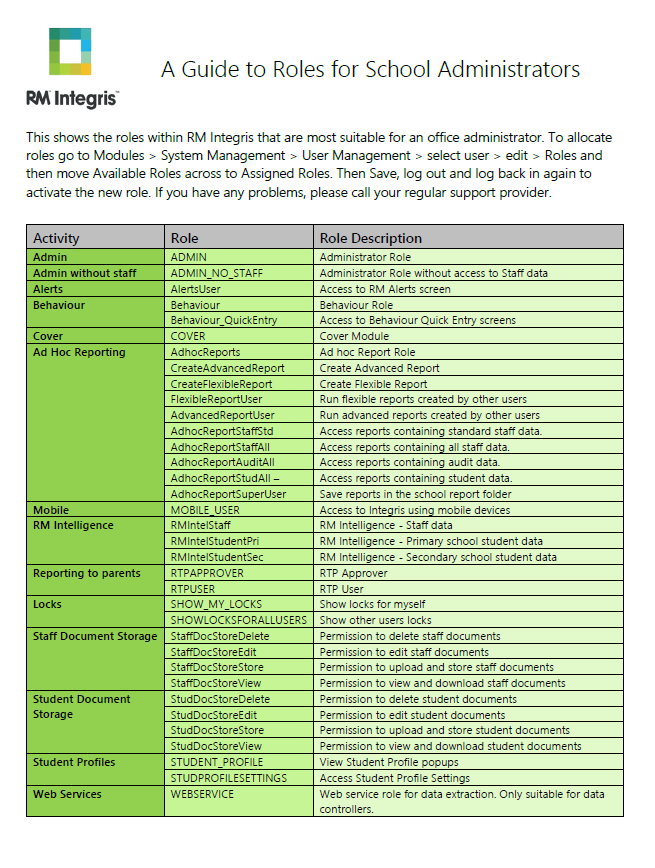 A Guide to Roles for School Administrators
RM Integris™
This shows the roles within RM Integris that are most suitable for an office administrator. To allocate
roles go to Modules > System Management > User Management > select user > edit > Roles and
then move Available Roles across to Assigned Roles. Then Save, log out and log back in again to
activate the new role. If you have any problems, please call your regular support provider.
Activity Role Role Description
Admin ADMIN Administrator Role
Admin without staff ADMIN_NO_STAFF Administrator Role without access to Staff data
Alerts AlertsUser Access to RM Alerts screen
Behaviour Behaviour Behaviour Role
Behaviour_QuickEntry Access to Behaviour Quick Entry screens
Cover COVER Cover Module
Ad Hoc Reporting AdhocReports Ad hoc Report Role
CreateAdvancedReport Create Advanced Report
CreateFlexibleReport Create Flexible Report
FlexibleReportUser Run flexible reports created by other users
AdvancedReportUser Run advanced reports created by other users
AdhocReportStaffStd Access reports containing standard staff data.
AdhocReportStaffAll Access reports containing all staff data.
AdhocReportAuditAll Access reports containing audit data.
AdhocReportStudAll – Access reports containing student data.
AdhocReportSuperUser Save reports in the school report folder
Mobile MOBILE_USER Access to Integris using mobile devices
RM Intelligence RMIntelStaff RM Intelligence - Staff data
RMIntelStudentPri RM Intelligence - Primary school student data
RMIntelStudentSec RM Intelligence - Secondary school student data
Reporting to parents RTPAPPROVER RTP Approver
RTPUSER RTP User
Locks SHOW_MY_LOCKS Show locks for myself
SHOWLOCKSFORALLUSERS Show other users locks
Staff Document Storage StaffDocStoreDelete Permission to delete staff documents
StaffDocStoreEdit Permission to edit staff documents
StaffDocStoreStore Permission to upload and store staff documents
StaffDocStoreView Permission to view and download staff documents
Student Document StudDocStoreDelete Permission to delete student documents
Storage StudDocStoreEdit Permission to edit student documents
StudDocStoreStore Permission to upload and store student documents
StudDocStoreView Permission to view and download student documents
Student Profiles STUDENT_PROFILE View Student Profile popups
STUDPROFILESETTINGS Access Student Profile Settings
Web Services WEBSERVICE Web service role for data extraction. Only suitable for data
controllers.